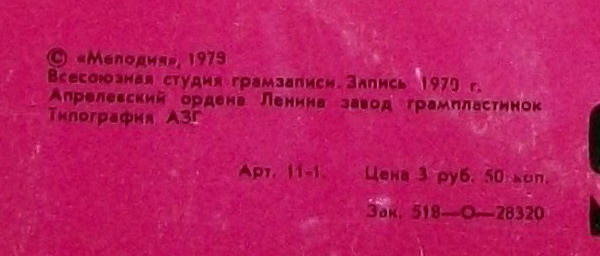 © «Мелодия», 1979
Всесоюзная студия грамзаписи. Запись 1970 г.
Апрелевский ордена Ленина завод грампластинок
Типография АЗГ
Арт. 11-1. Цена 3 руб. 50 коп.
Зак. 518—О—28320